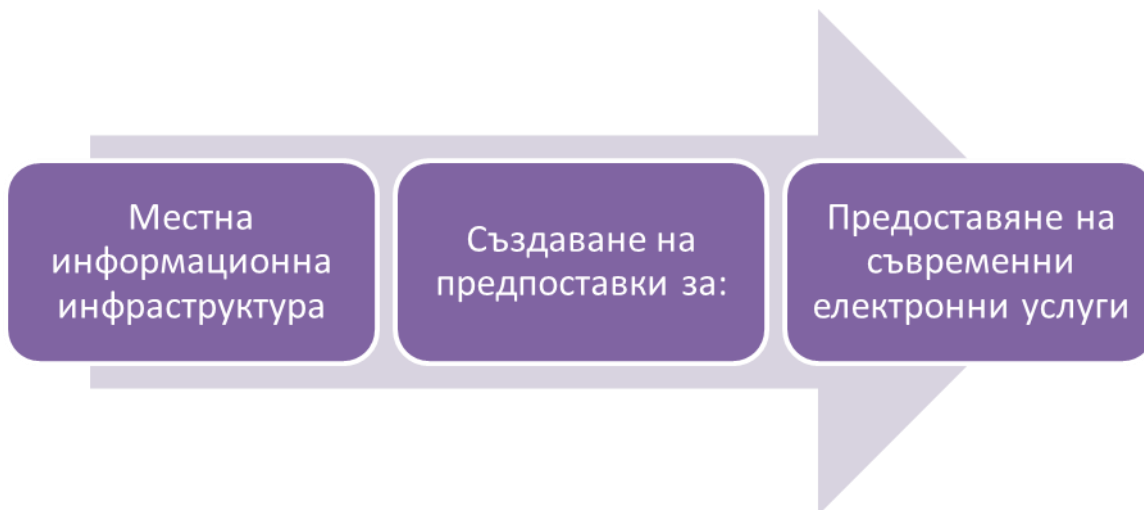 Местна
информационна
инфраструктура
Създаване на
предпоставки за:
Предоставяне на
съвременни
електронни услуги